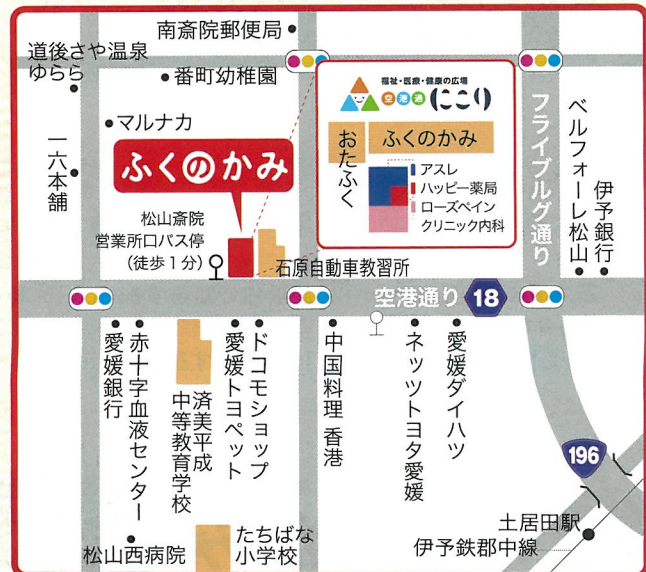 南斎院郵便局
道後さや温泉
ゆらら
番町幼稚園
マルナカ
一六本舗
ふくのかみ
松山斎院
営業所口バス停
(徒歩1分)
石原自動車教習所
福祉・医療・健康の広場
空港通 にこり
おたふく
ふくのかみ
アスレ
ハッピー薬局
ローズペイン
クリニック内科
フライブルグ通り
ベルフォーレ松山
伊予銀行
空港通り 18
愛媛銀行
赤十字血液センター
済美平成
中等教育学校
愛媛トヨペット
ドコモショップ
中国料理 香港
ネッツトヨタ愛媛
愛媛ダイハツ
196
土居田駅
伊予鉄郡中線
松山西病院
たちばな
小学校